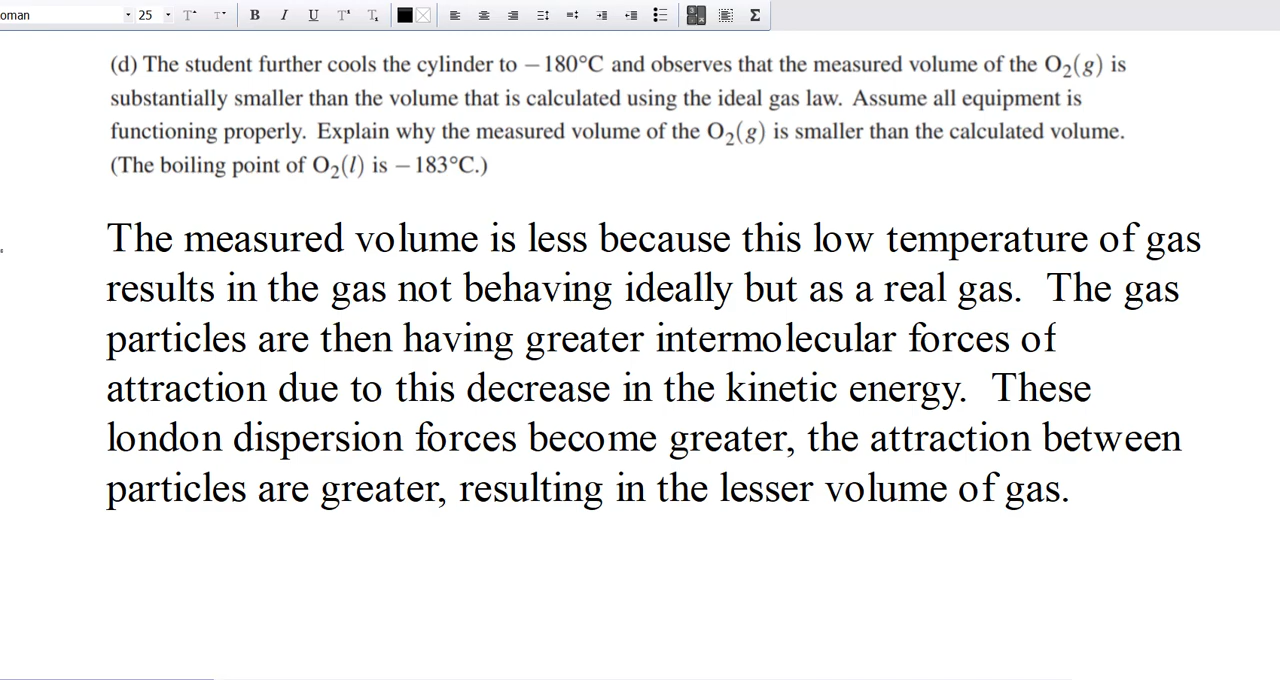 oman 25 B I U T T Σ
(d) The student further cools the cylinder to −180°C and observes that the measured volume of the O₂(g) is
substantially smaller than the volume that is calculated using the ideal gas law. Assume all equipment is
functioning properly. Explain why the measured volume of the O₂(g) is smaller than the calculated volume.
(The boiling point of O₂(l) is −183°C.)
The measured volume is less because this low temperature of gas
results in the gas not behaving ideally but as a real gas. The gas
particles are then having greater intermolecular forces of
attraction due to this decrease in the kinetic energy. These
london dispersion forces become greater, the attraction between
particles are greater, resulting in the lesser volume of gas.